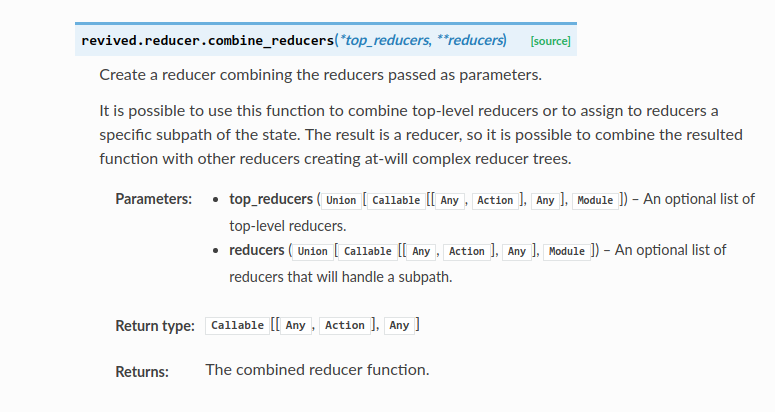 revived.reducer.combine_reducers(*top_reducers, **reducers) [source]
Create a reducer combining the reducers passed as parameters.
It is possible to use this function to combine top-level reducers or to assign to reducers a
specific subpath of the state. The result is a reducer, so it is possible to combine the resulted
function with other reducers creating at-will complex reducer trees.
Parameters: • top_reducers ( Union [ Callable [[ Any , Action ], Any ], Module ]) – An optional list of
top-level reducers.
• reducers ( Union [ Callable [[ Any , Action ], Any ], Module ]) – An optional list of
reducers that will handle a subpath.
Return type: Callable [[ Any , Action ], Any ]
Returns: The combined reducer function.